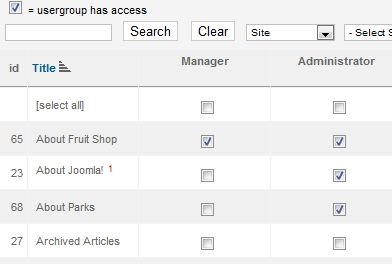 = usergroup has access
Search Clear Site - Select S
id Title Manager Administrator
[select all]
65 About Fruit Shop
23 About Joomla! 1
68 About Parks
27 Archived Articles